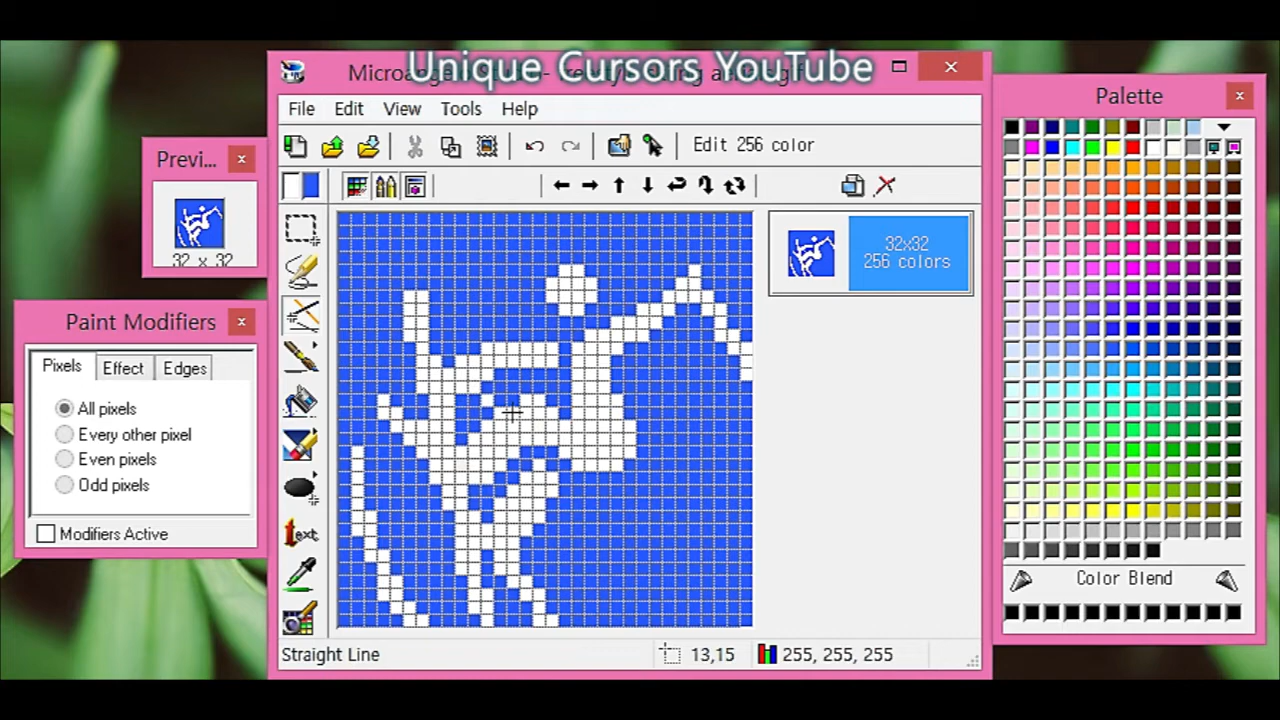 Unique Cursors YouTube
File Edit View Tools Help
Edit 256 color
Previ...
32 x 32
32x32
256 colors
Paint Modifiers
Pixels Effect Edges
All pixels
Every other pixel
Even pixels
Odd pixels
Modifiers Active
text
Straight Line
13,15
255, 255, 255
Palette
Color Blend